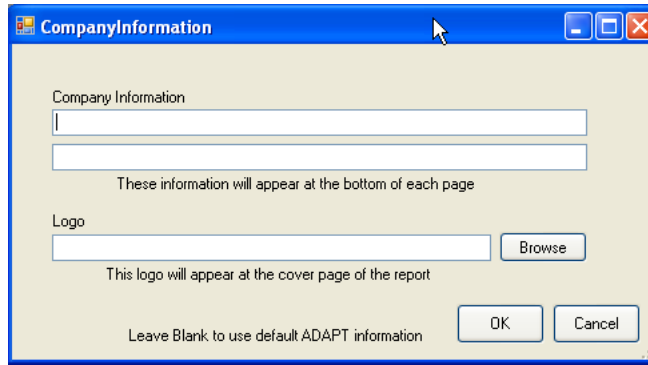 CompanyInformation
Company Information
These information will appear at the bottom of each page
Logo
Browse
This logo will appear at the cover page of the report
OK
Cancel
Leave Blank to use default ADAPT information